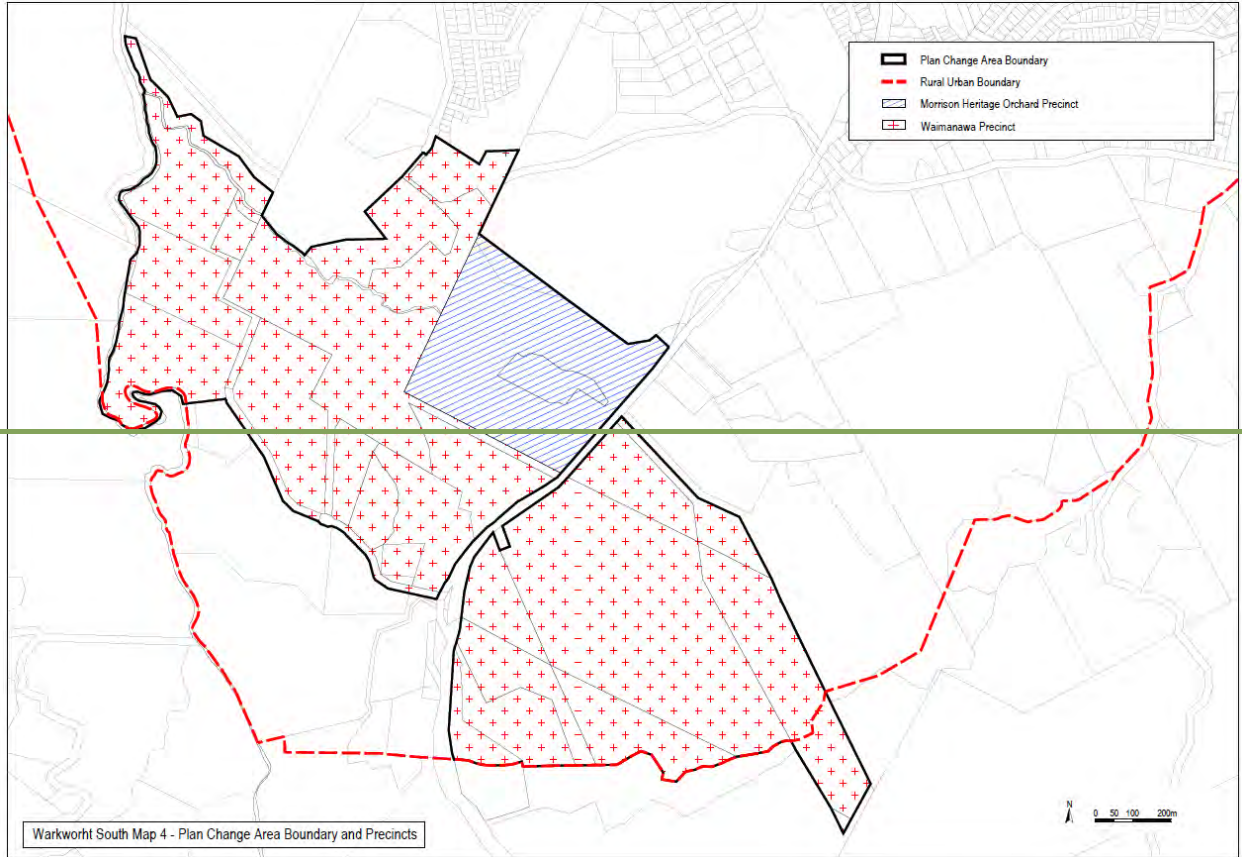 Plan Change Area Boundary
Rural Urban Boundary
Morrison Heritage Orchard Precinct
Waimanawa Precinct
N
0 50 100 200m
Warkworht South Map 4 - Plan Change Area Boundary and Precincts